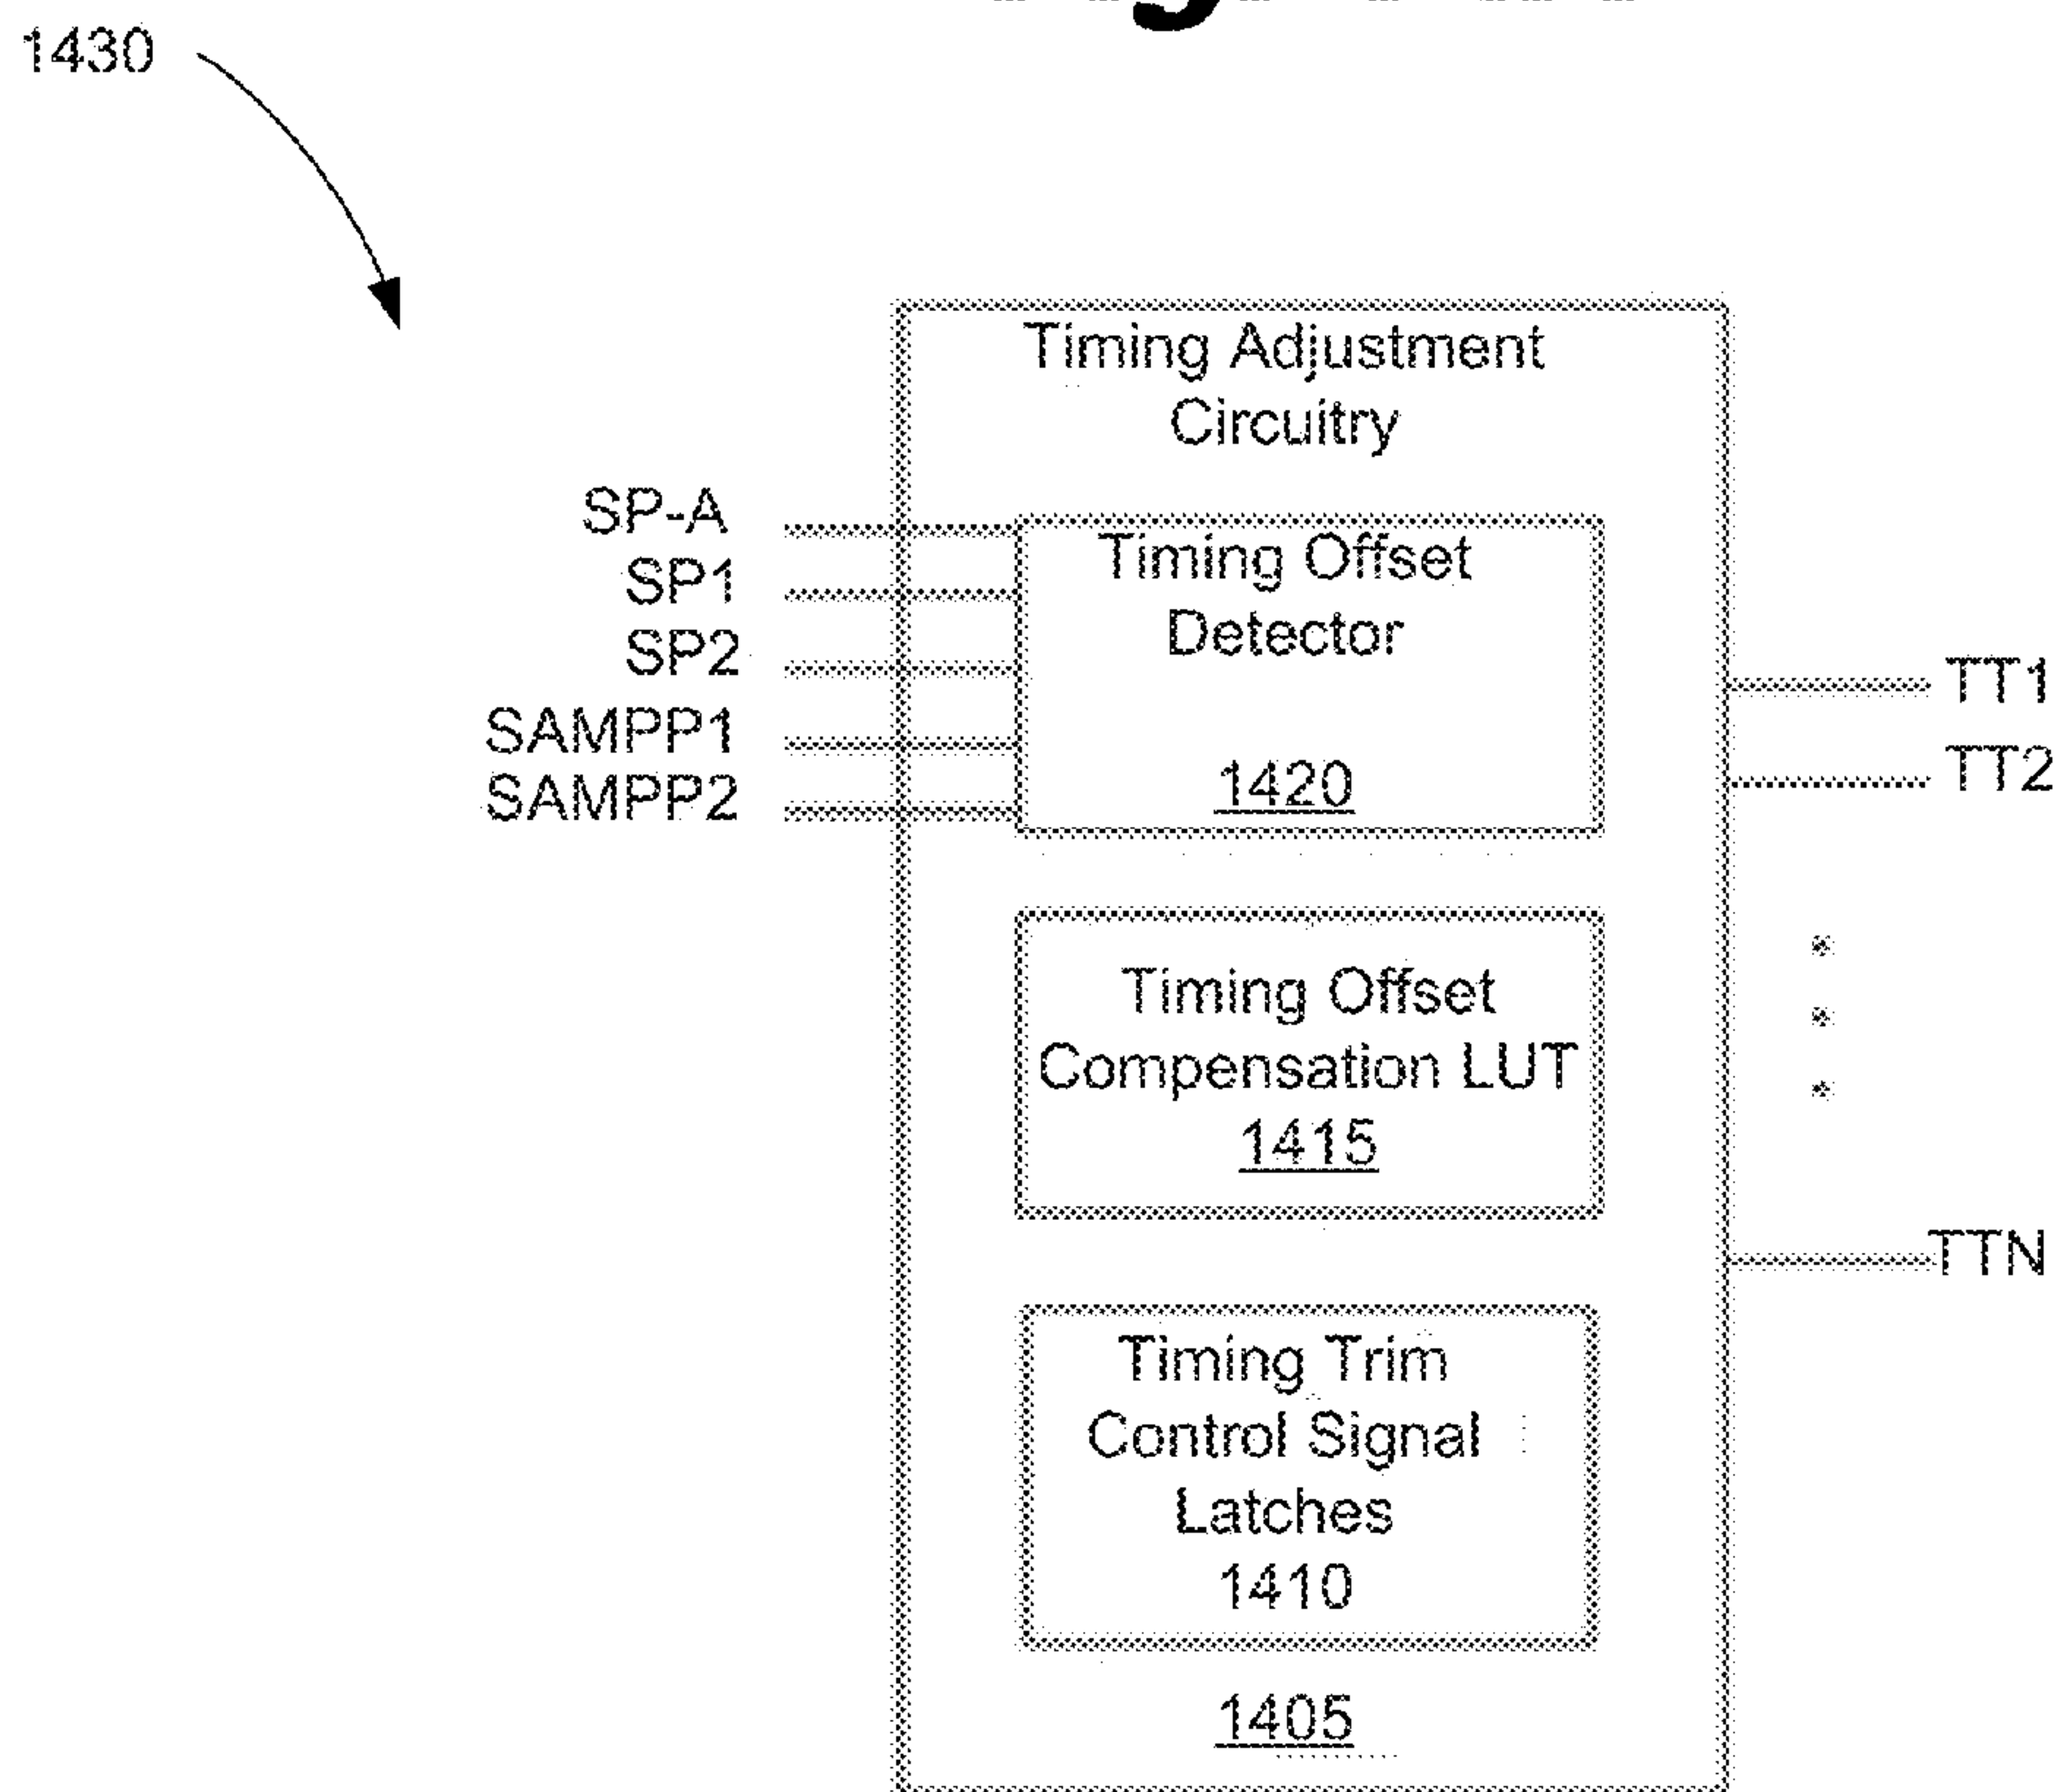 1430
Timing Adjustment
Circuitry
SP-A
SP1
SP2
SAMPP1
SAMPP2
Timing Offset
Detector
1420
TT1
TT2
Timing Offset
Compensation LUT
1415
TTN
Timing Trim
Control Signal
Latches
1410
1405